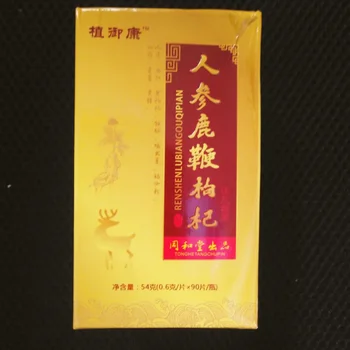 植御康™
人参鹿鞭枸杞
RENSHENLUBIANGOUQIPIAN
同和堂出品
TONGHETANGCHUPIN
净含量：54克(0.6克/片*90片/瓶)